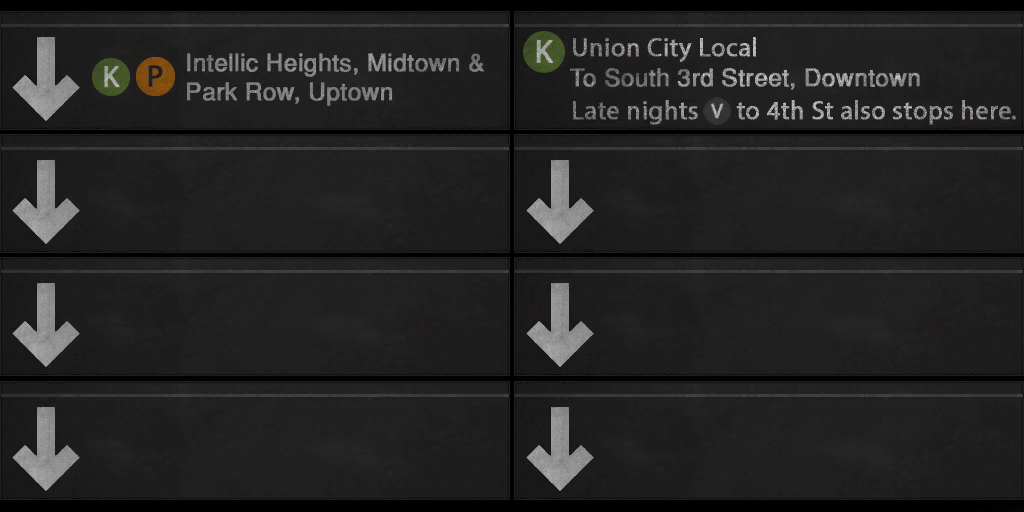 K P Intellic Heights, Midtown &
Park Row, Uptown
K Union City Local
To South 3rd Street, Downtown
Late nights V to 4th St also stops here.